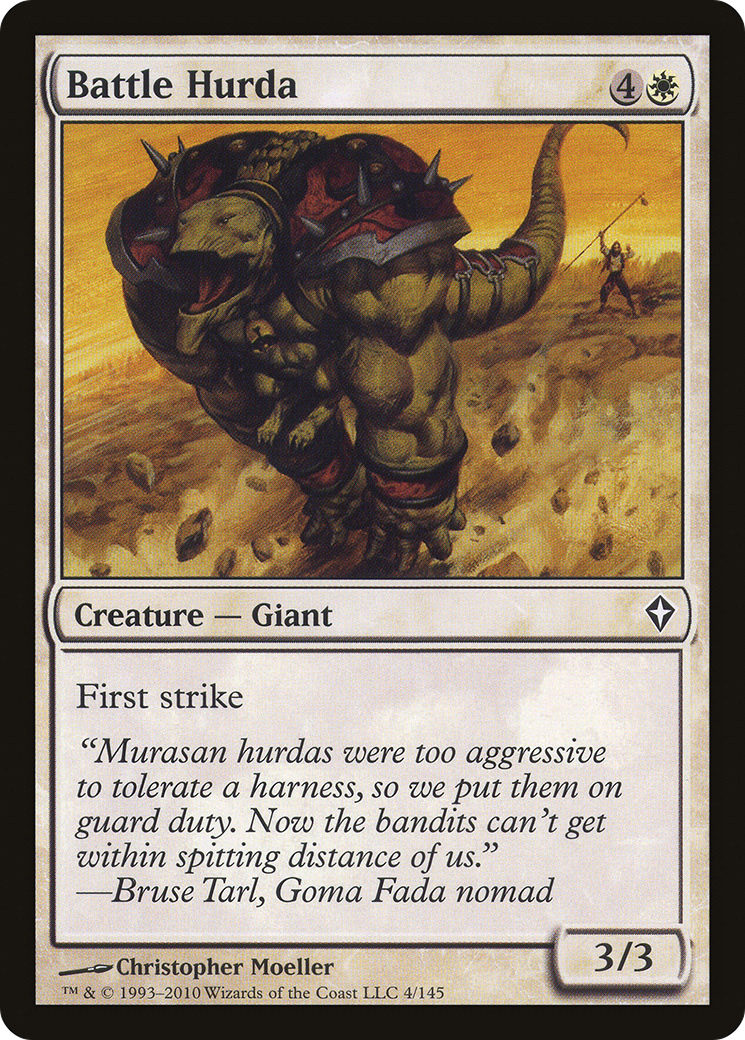 Battle Hurda
4
Creature — Giant
First strike
“Murasan hurdas were too aggressive
to tolerate a harness, so we put them on
guard duty. Now the bandits can’t get
within spitting distance of us.”
—Bruse Tarl, Goma Fada nomad
3/3
Christopher Moeller
™ & © 1993–2010 Wizards of the Coast LLC 4/145